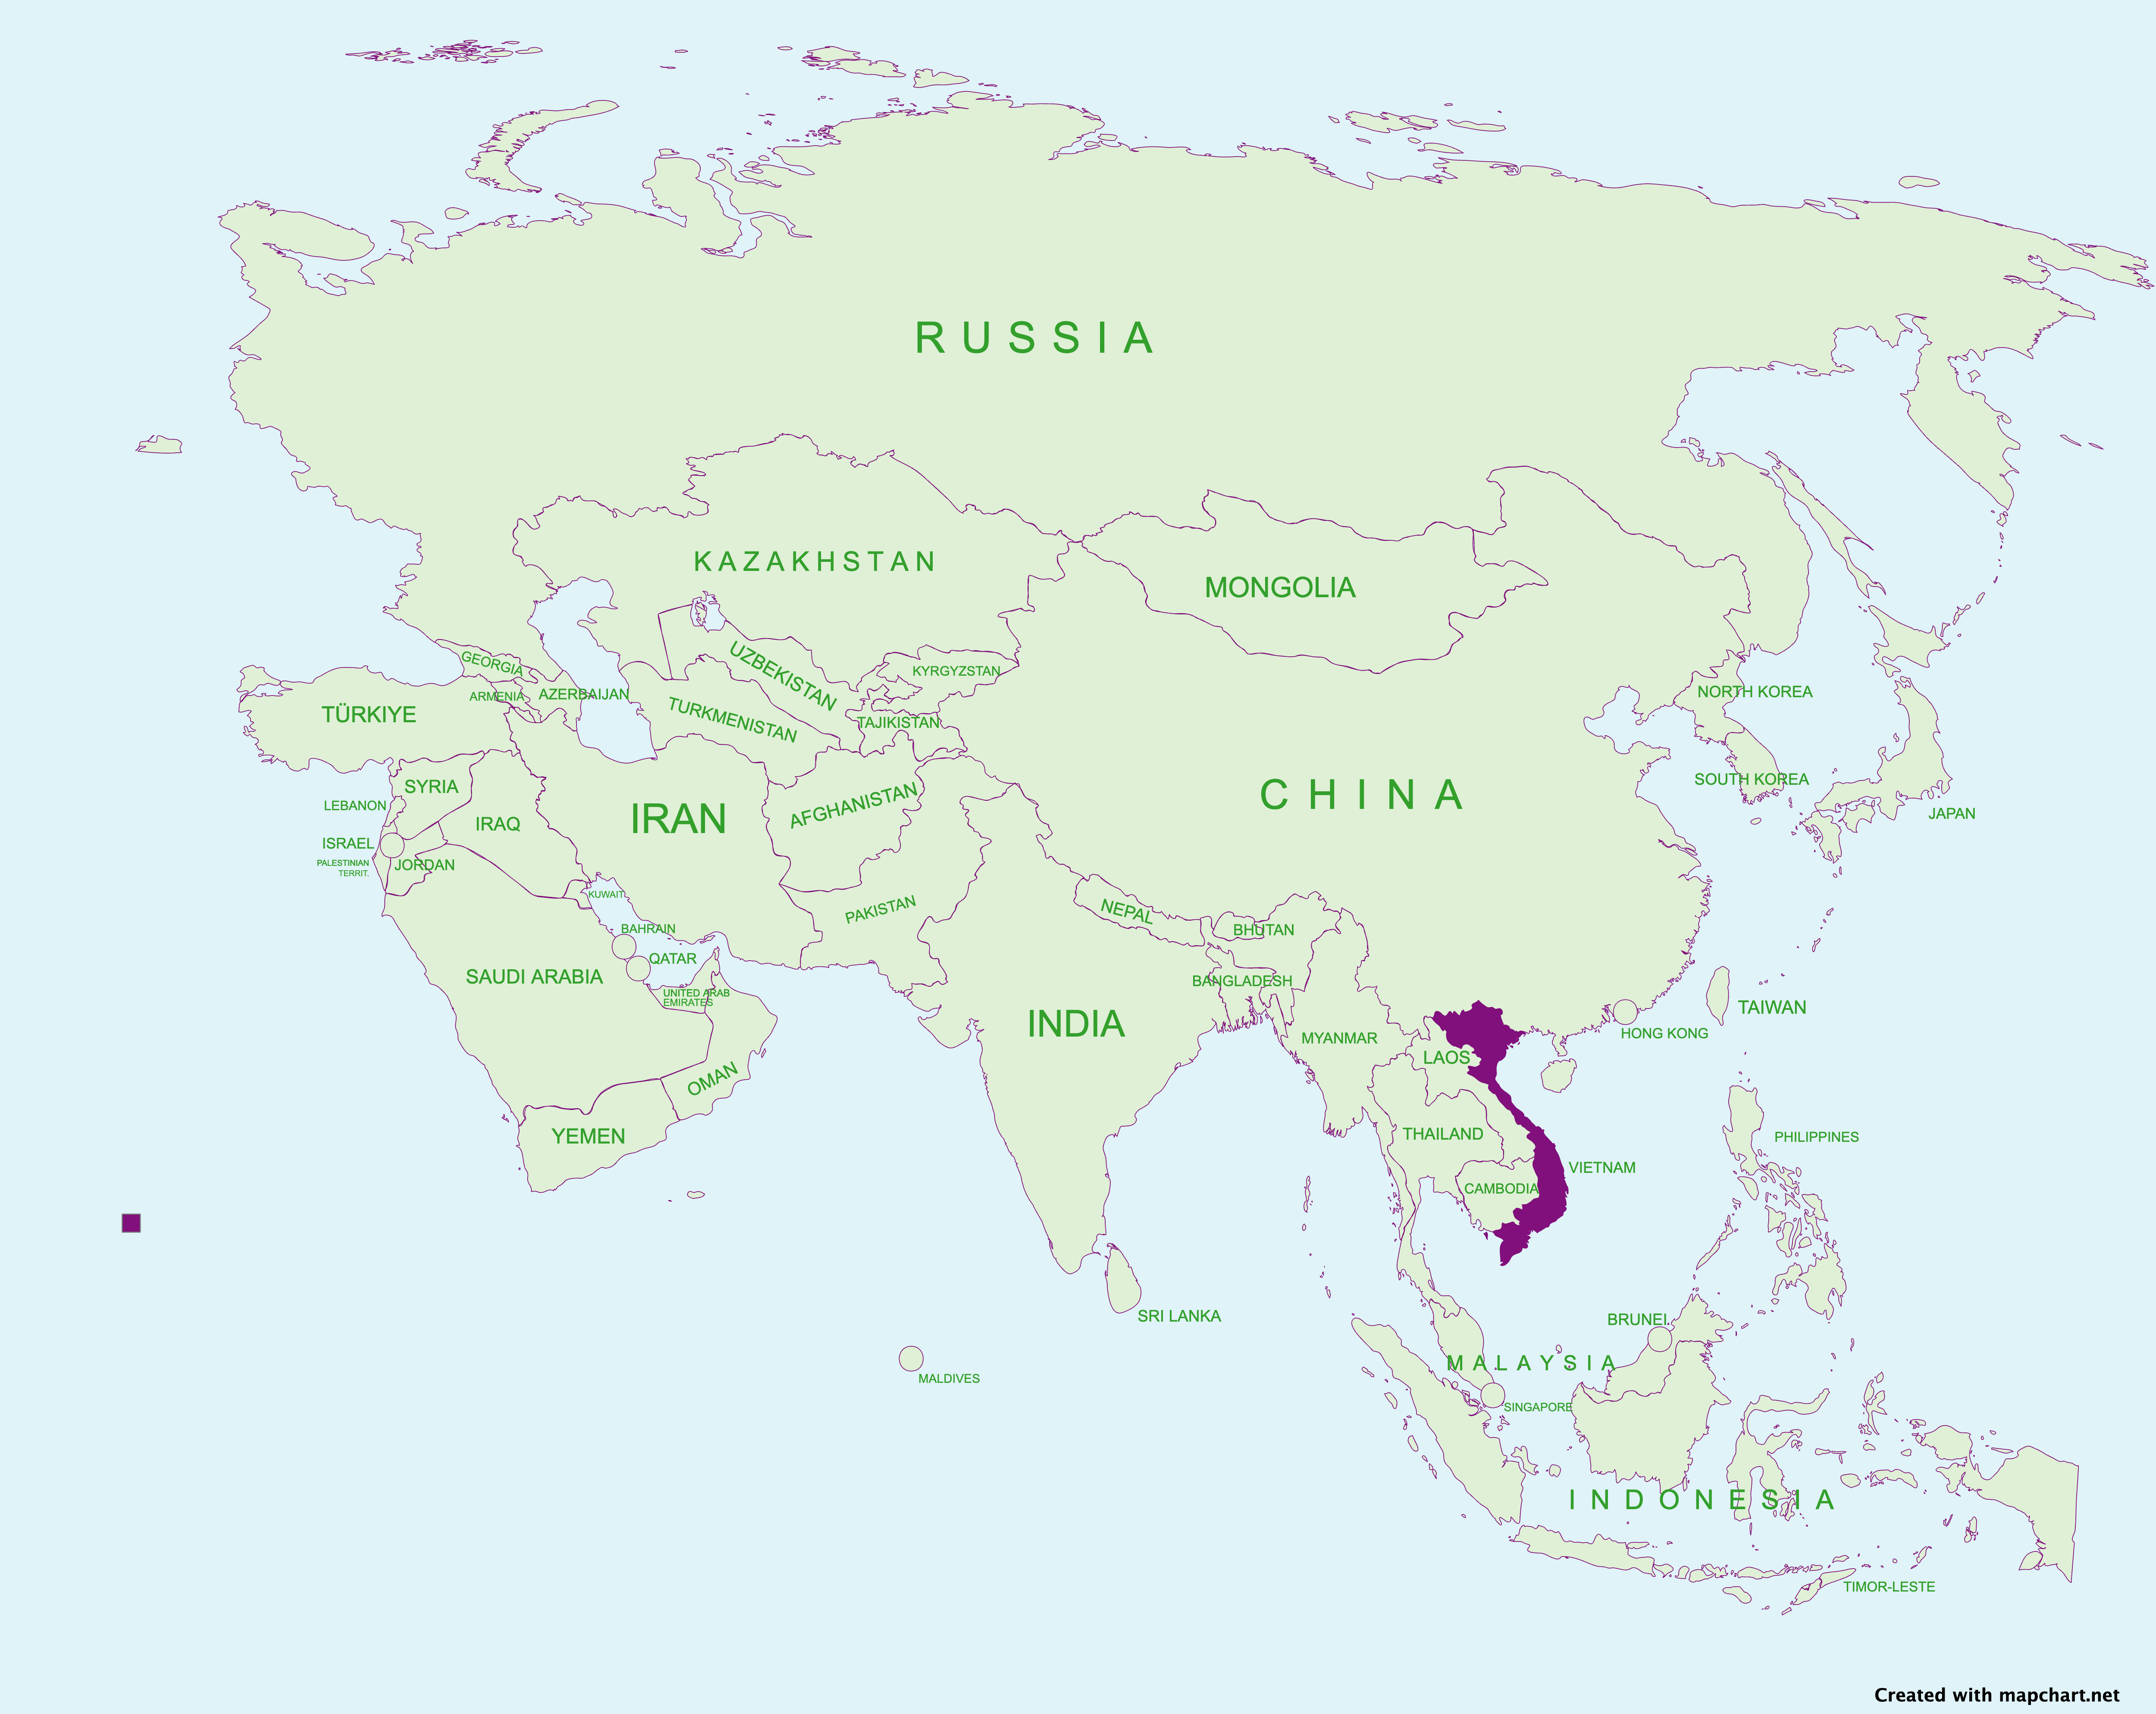 RUSSIA
KAZAKHSTAN
MONGOLIA
UZBEKISTAN
GEORGIA
KYRGYZSTAN
ARMENIA
AZERBAIJAN
NORTH KOREA
TÜRKIYE
TURKMENISTAN
TAJIKISTAN
SOUTH KOREA
SYRIA
CHINA
LEBANON
AFGHANISTAN
IRAN
JAPAN
IRAQ
ISRAEL
PALESTINIAN
TERRIT.
JORDAN
KUWAIT
PAKISTAN
NEPAL
BAHRAIN
BHUTAN
QATAR
SAUDI ARABIA
BANGLADESH
UNITED ARAB
EMIRATES
TAIWAN
INDIA
HONG KONG
MYANMAR
LAOS
OMAN
THAILAND
YEMEN
PHILIPPINES
VIETNAM
CAMBODIA
SRI LANKA
BRUNEI
MALAYSIA
MALDIVES
SINGAPORE
INDONESIA
TIMOR-LESTE
Created with mapchart.net